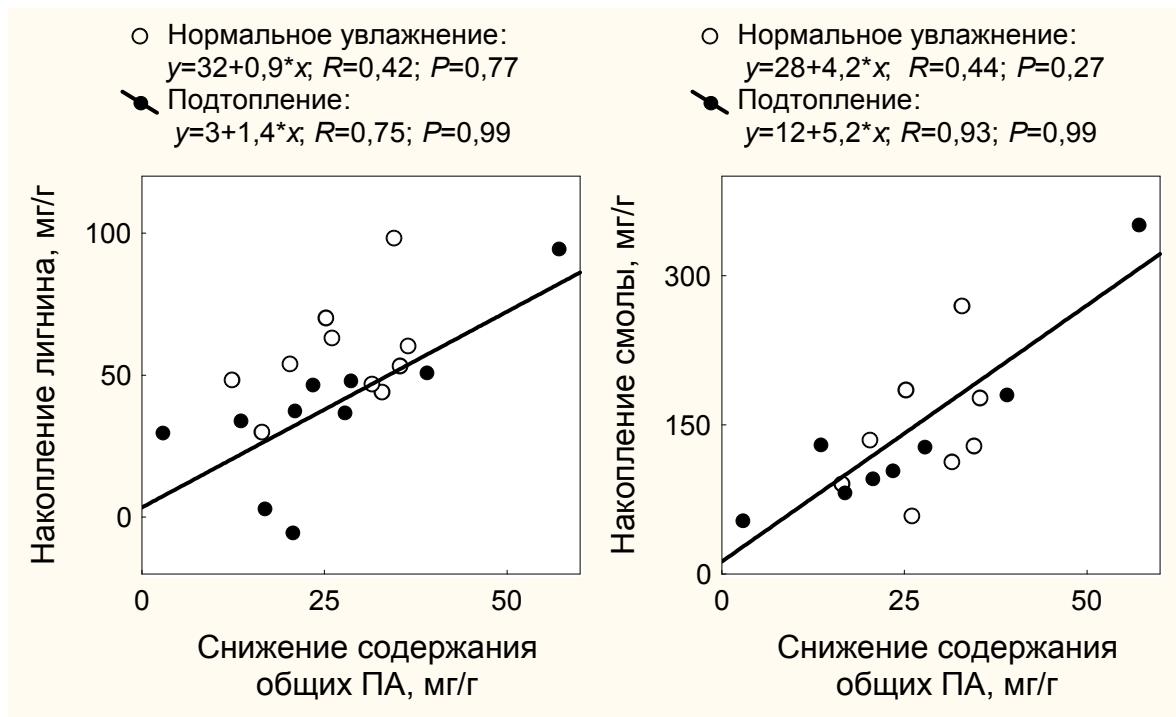 Нормальное увлажнение:
y=32+0,9*x; R=0,42; P=0,77
Подтопление:
y=3+1,4*x; R=0,75; P=0,99
Накопление лигнина, мг/г
100
50
0
0
25
50
Снижение содержания
общих ПА, мг/г
Нормальное увлажнение:
y=28+4,2*x; R=0,44; P=0,27
Подтопление:
y=12+5,2*x; R=0,93; P=0,99
Накопление смолы, мг/г
300
150
0
0
25
50
Снижение содержания
общих ПА, мг/г